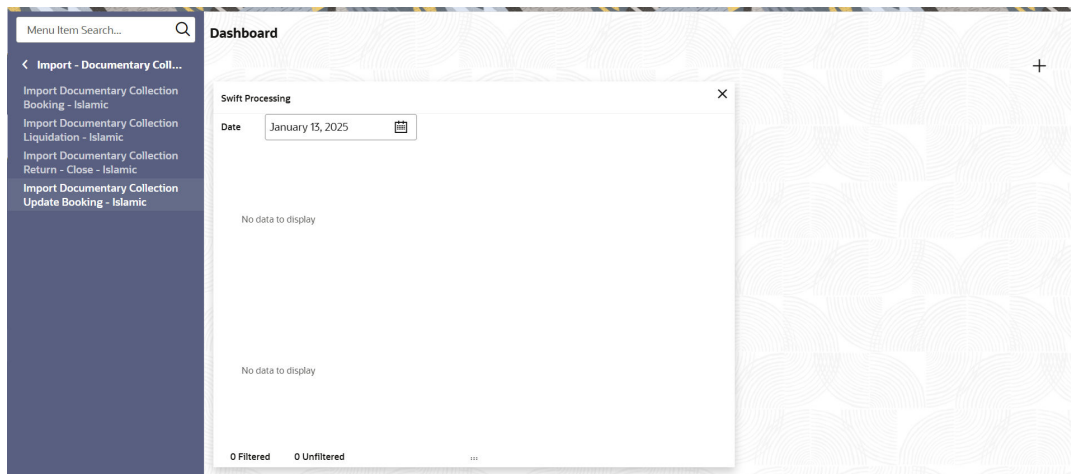 Menu Item Search...
Import - Documentary Coll...
Import Documentary Collection
Booking - Islamic
Import Documentary Collection
Liquidation - Islamic
Import Documentary Collection
Return - Close - Islamic
Import Documentary Collection
Update Booking - Islamic
Dashboard
Swift Processing
Date January 13, 2025
No data to display
No data to display
0 Filtered 0 Unfiltered